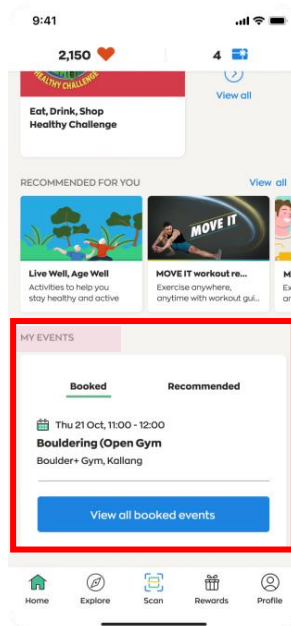 9:41
2,150
4
HEALTHY CHALLENGE
View all
Eat, Drink, Shop
Healthy Challenge
RECOMMENDED FOR YOU
View all
MOVE IT
Live Well, Age Well
Activities to help you
stay healthy and active
MOVE IT workout re...
Exercise anywhere,
anytime with workout gui..
MY EVENTS
Booked
Recommended
Thu 21 Oct, 11:00 - 12:00
Bouldering (Open Gym
Boulder+ Gym, Kallang
View all booked events
Home
Explore
Scan
Rewards
Profile